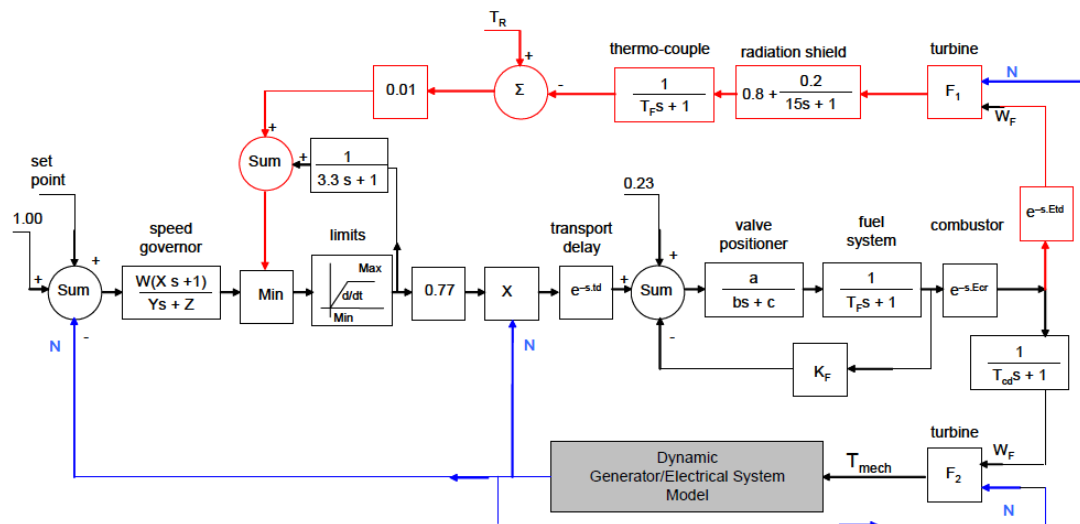 T_R
+
thermo-couple
radiation shield
turbine
0.01
Σ
-
1
T_Fs + 1
0.8 +
0.2
15s + 1
F_1
N
W_F
+
Sum
+
1
3.3 s + 1
set
point
1.00
+
+
Sum
-
N
speed
governor
W(X s +1)
Ys + Z
Min
limits
Max
d/dt
Min
0.77
X
N
transport
delay
e^–s.td
0.23
+
+
Sum
-
valve
positioner
a
bs + c
fuel
system
1
T_Fs + 1
combustor
e^–s.Ecr
e^–s.Etd
K_F
1
T_cds + 1
Dynamic
Generator/Electrical System
Model
T_mech
turbine
F_2
W_F
N